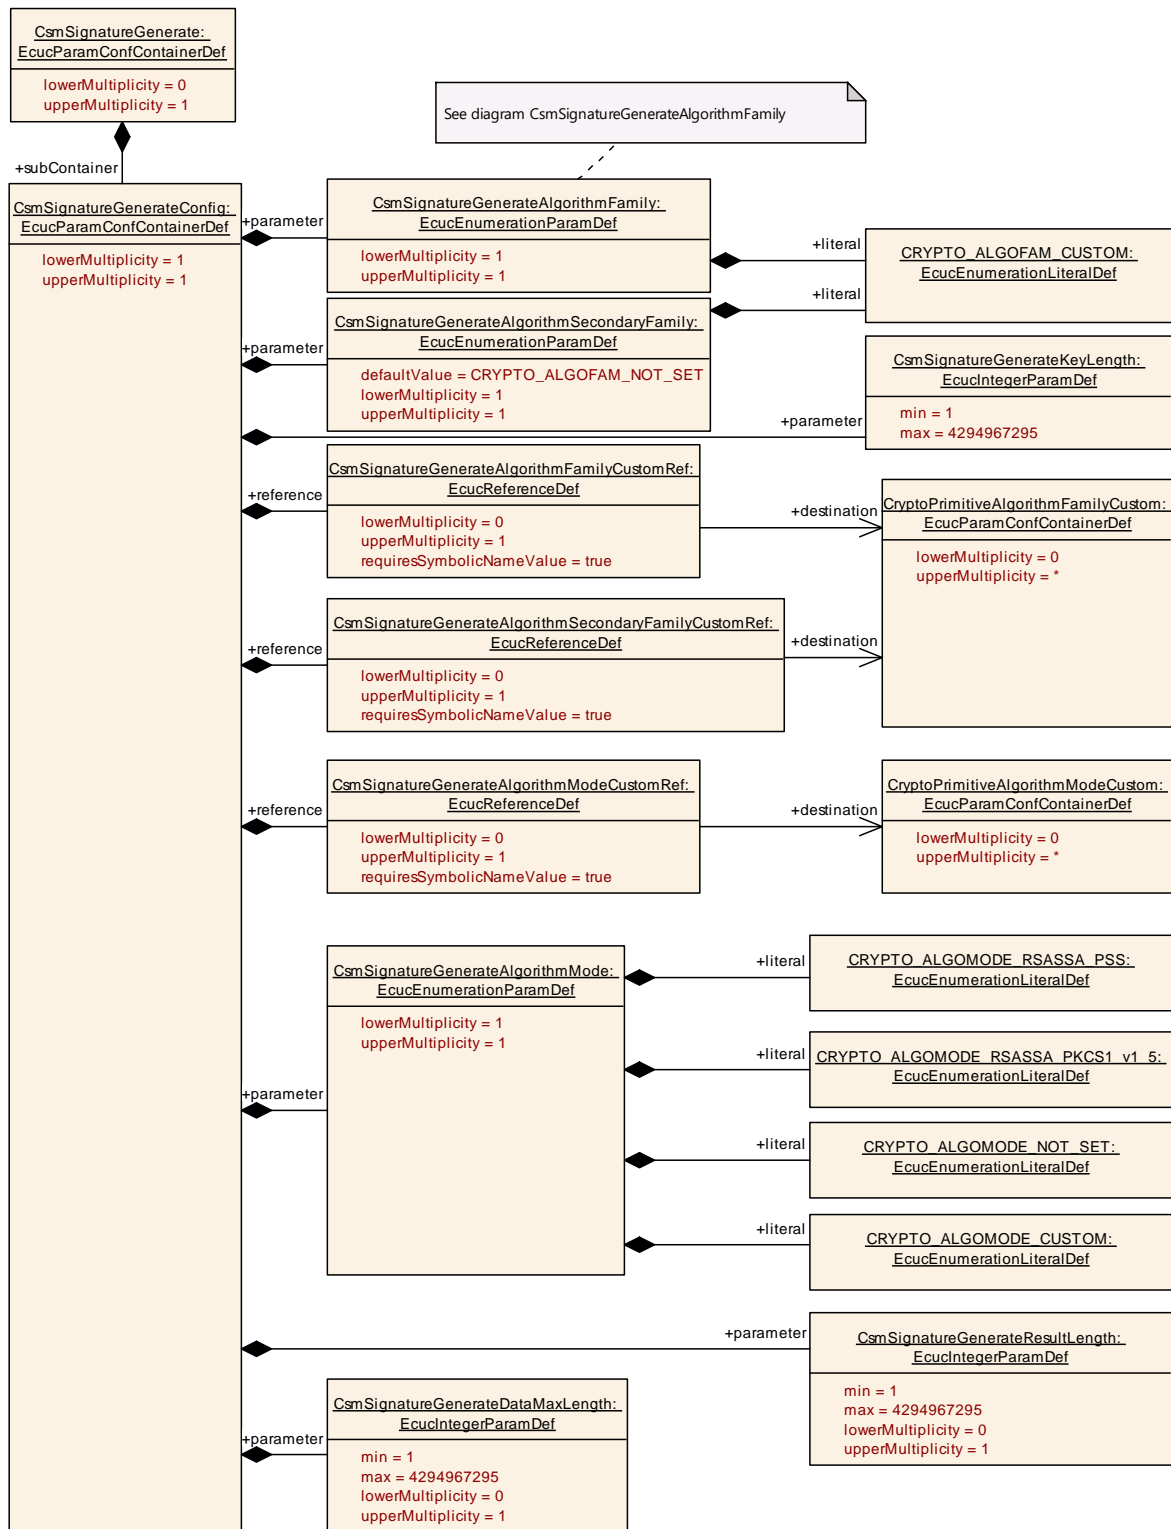 CsmSignatureGenerate:
EcucParamConfContainerDef
lowerMultiplicity = 0
upperMultiplicity = 1
+subContainer
CsmSignatureGenerateConfig:
EcucParamConfContainerDef
lowerMultiplicity = 1
upperMultiplicity = 1
See diagram CsmSignatureGenerateAlgorithmFamily
+parameter
CsmSignatureGenerateAlgorithmFamily:
EcucEnumerationParamDef
lowerMultiplicity = 1
upperMultiplicity = 1
+literal
CRYPTO_ALGOFAM_CUSTOM:
EcucEnumerationLiteralDef
+literal
+parameter
CsmSignatureGenerateAlgorithmSecondaryFamily:
EcucEnumerationParamDef
defaultValue = CRYPTO_ALGOFAM_NOT_SET
lowerMultiplicity = 1
upperMultiplicity = 1
+parameter
CsmSignatureGenerateKeyLength:
EcucIntegerParamDef
min = 1
max = 4294967295
+reference
CsmSignatureGenerateAlgorithmFamilyCustomRef:
EcucReferenceDef
lowerMultiplicity = 0
upperMultiplicity = 1
requiresSymbolicNameValue = true
+destination
CryptoPrimitiveAlgorithmFamilyCustom:
EcucParamConfContainerDef
lowerMultiplicity = 0
upperMultiplicity = *
+reference
CsmSignatureGenerateAlgorithmSecondaryFamilyCustomRef:
EcucReferenceDef
lowerMultiplicity = 0
upperMultiplicity = 1
requiresSymbolicNameValue = true
+destination
+reference
CsmSignatureGenerateAlgorithmModeCustomRef:
EcucReferenceDef
lowerMultiplicity = 0
upperMultiplicity = 1
requiresSymbolicNameValue = true
+destination
CryptoPrimitiveAlgorithmModeCustom:
EcucParamConfContainerDef
lowerMultiplicity = 0
upperMultiplicity = *
+parameter
CsmSignatureGenerateAlgorithmMode:
EcucEnumerationParamDef
lowerMultiplicity = 1
upperMultiplicity = 1
+literal
CRYPTO_ALGOMODE_RSASSA_PSS:
EcucEnumerationLiteralDef
+literal
CRYPTO_ALGOMODE_RSASSA_PKCS1_v1_5:
EcucEnumerationLiteralDef
+literal
CRYPTO_ALGOMODE_NOT_SET:
EcucEnumerationLiteralDef
+literal
CRYPTO_ALGOMODE_CUSTOM:
EcucEnumerationLiteralDef
+parameter
CsmSignatureGenerateResultLength:
EcucIntegerParamDef
min = 1
max = 4294967295
lowerMultiplicity = 0
upperMultiplicity = 1
+parameter
CsmSignatureGenerateDataMaxLength:
EcucIntegerParamDef
min = 1
max = 4294967295
lowerMultiplicity = 0
upperMultiplicity = 1